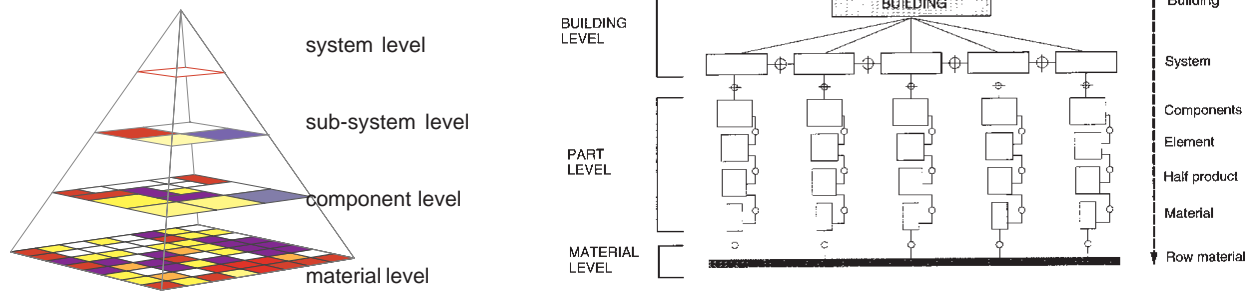 system level
sub-system level
component level
material level
BUILDING
BUILDING
LEVEL
PART
LEVEL
MATERIAL
LEVEL
Building
System
Components
Element
Half product
Material
Row material